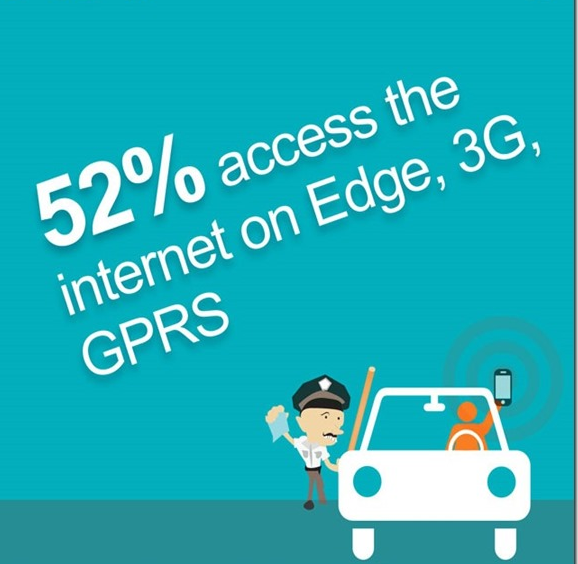 52% access the
internet on Edge, 3G,
GPRS